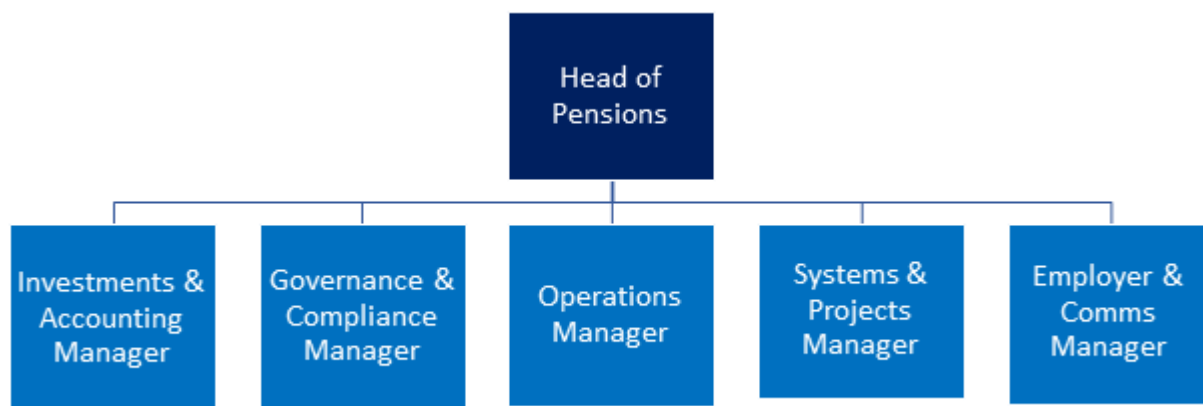 Head of
Pensions
Investments &
Accounting
Manager
Governance &
Compliance
Manager
Operations
Manager
Systems &
Projects
Manager
Employer &
Comms
Manager